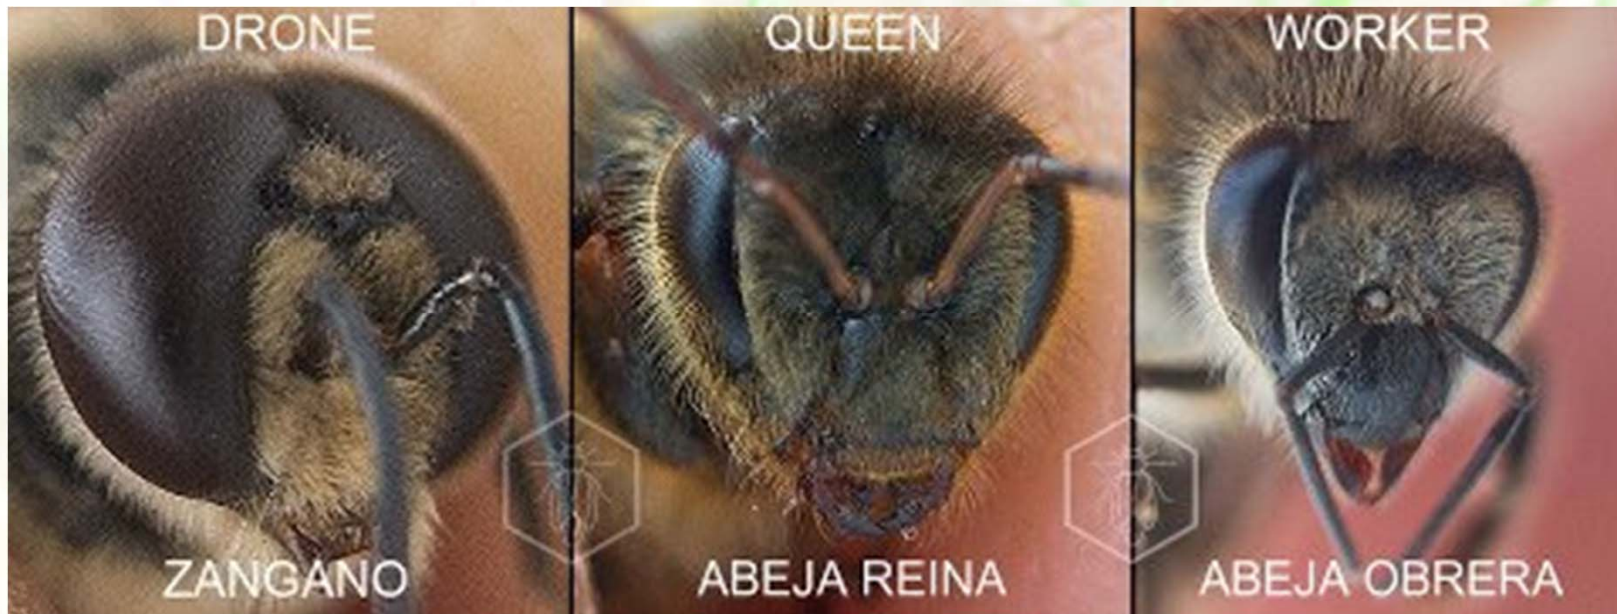 DRONE
QUEEN
WORKER
ZANGANO
ABEJA REINA
ABEJA OBRERA